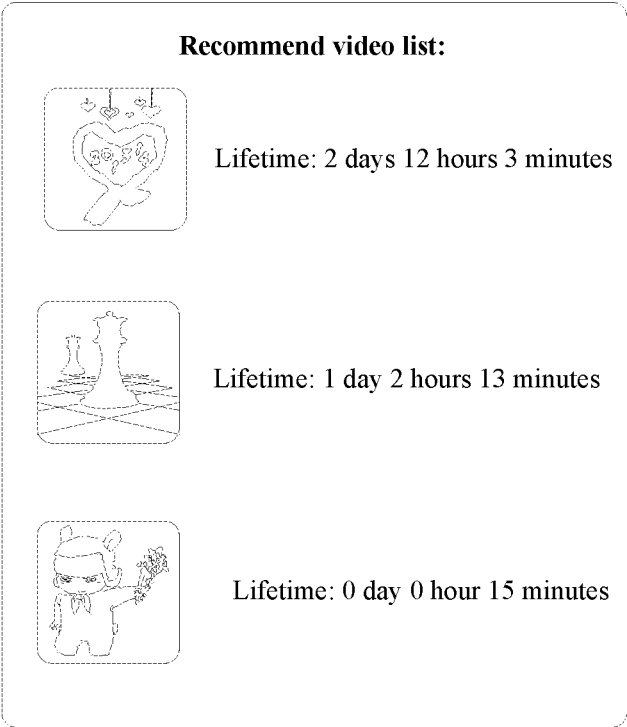 Recommend video list:
Lifetime: 2 days 12 hours 3 minutes
Lifetime: 1 day 2 hours 13 minutes
Lifetime: 0 day 0 hour 15 minutes